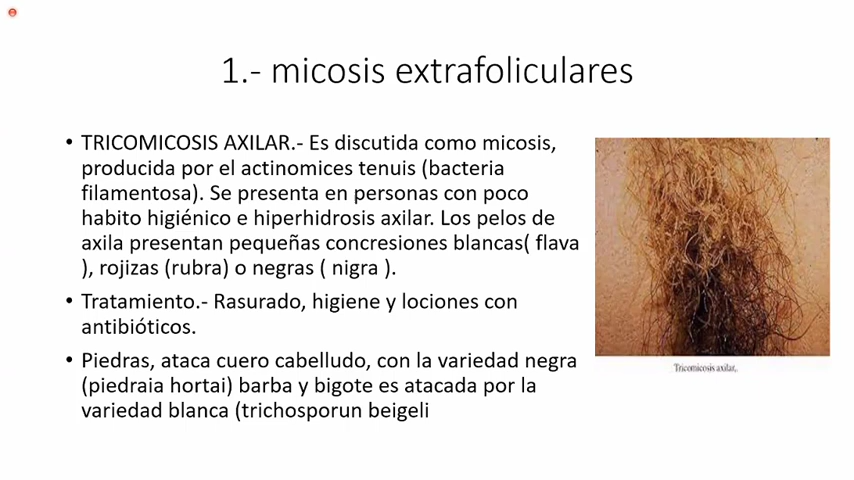 1.- micosis extrafoliculares
• TRICOMICOSIS AXILAR.- Es discutida como micosis,
producida por el actinomices tenuis (bacteria
filamentosa). Se presenta en personas con poco
habito higiénico e hiperhidrosis axilar. Los pelos de
axila presentan pequeñas concresiones blancas( flava
), rojizas (rubra) o negras ( nigra ).
• Tratamiento.- Rasurado, higiene y lociones con
antibióticos.
• Piedras, ataca cuero cabelludo, con la variedad negra
(piedraia hortai) barba y bigote es atacada por la
variedad blanca (trichosporun beigeli
Tricomicosis axilar,